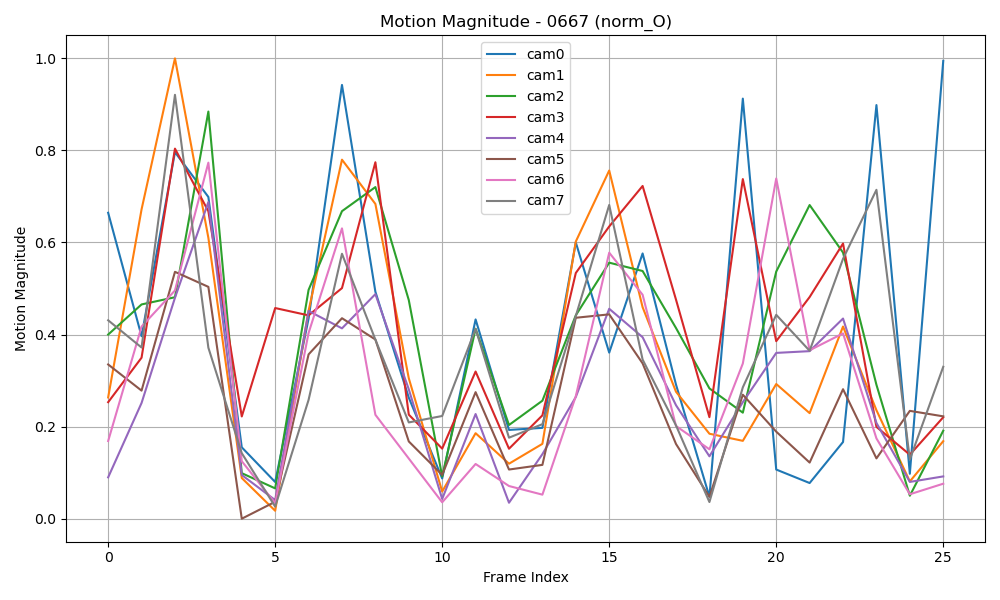 Motion Magnitude - 0667 (norm_O)
cam0
cam1
cam2
cam3
cam4
cam5
cam6
cam7
1.0
0.8
0.6
0.4
0.2
0.0
Motion Magnitude
0 5 10 15 20 25
Frame Index